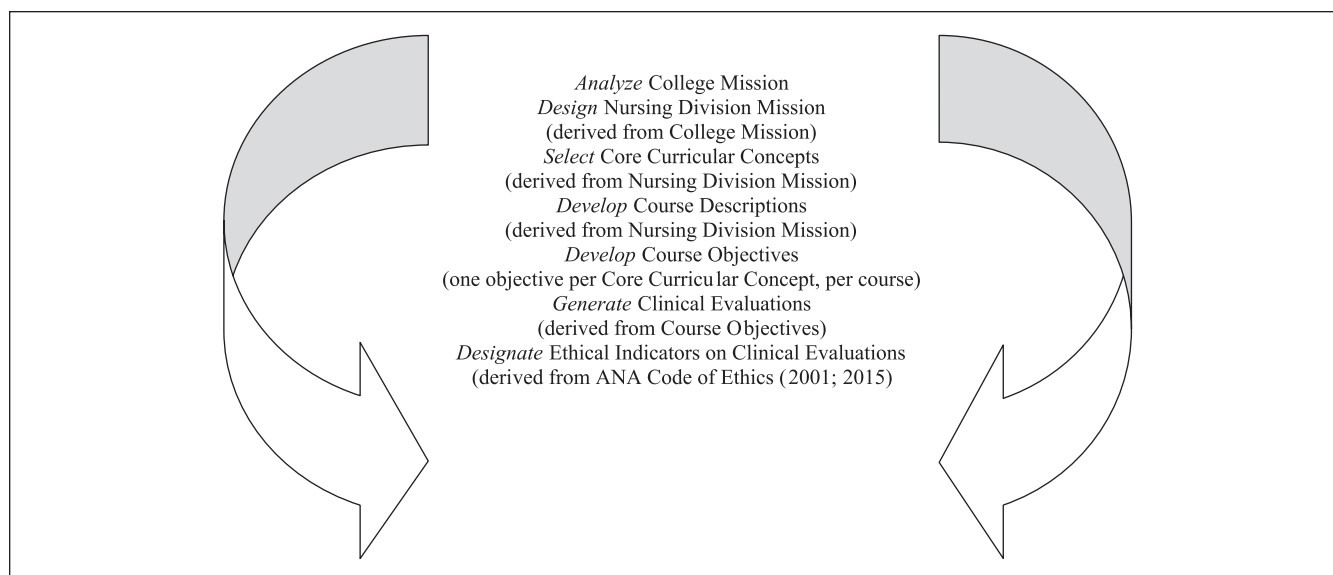 Analyze College Mission
Design Nursing Division Mission
(derived from College Mission)
Select Core Curricular Concepts
(derived from Nursing Division Mission)
Develop Course Descriptions
(derived from Nursing Division Mission)
Develop Course Objectives
(one objective per Core Curricular Concept, per course)
Generate Clinical Evaluations
(derived from Course Objectives)
Designate Ethical Indicators on Clinical Evaluations
(derived from ANA Code of Ethics (2001; 2015)